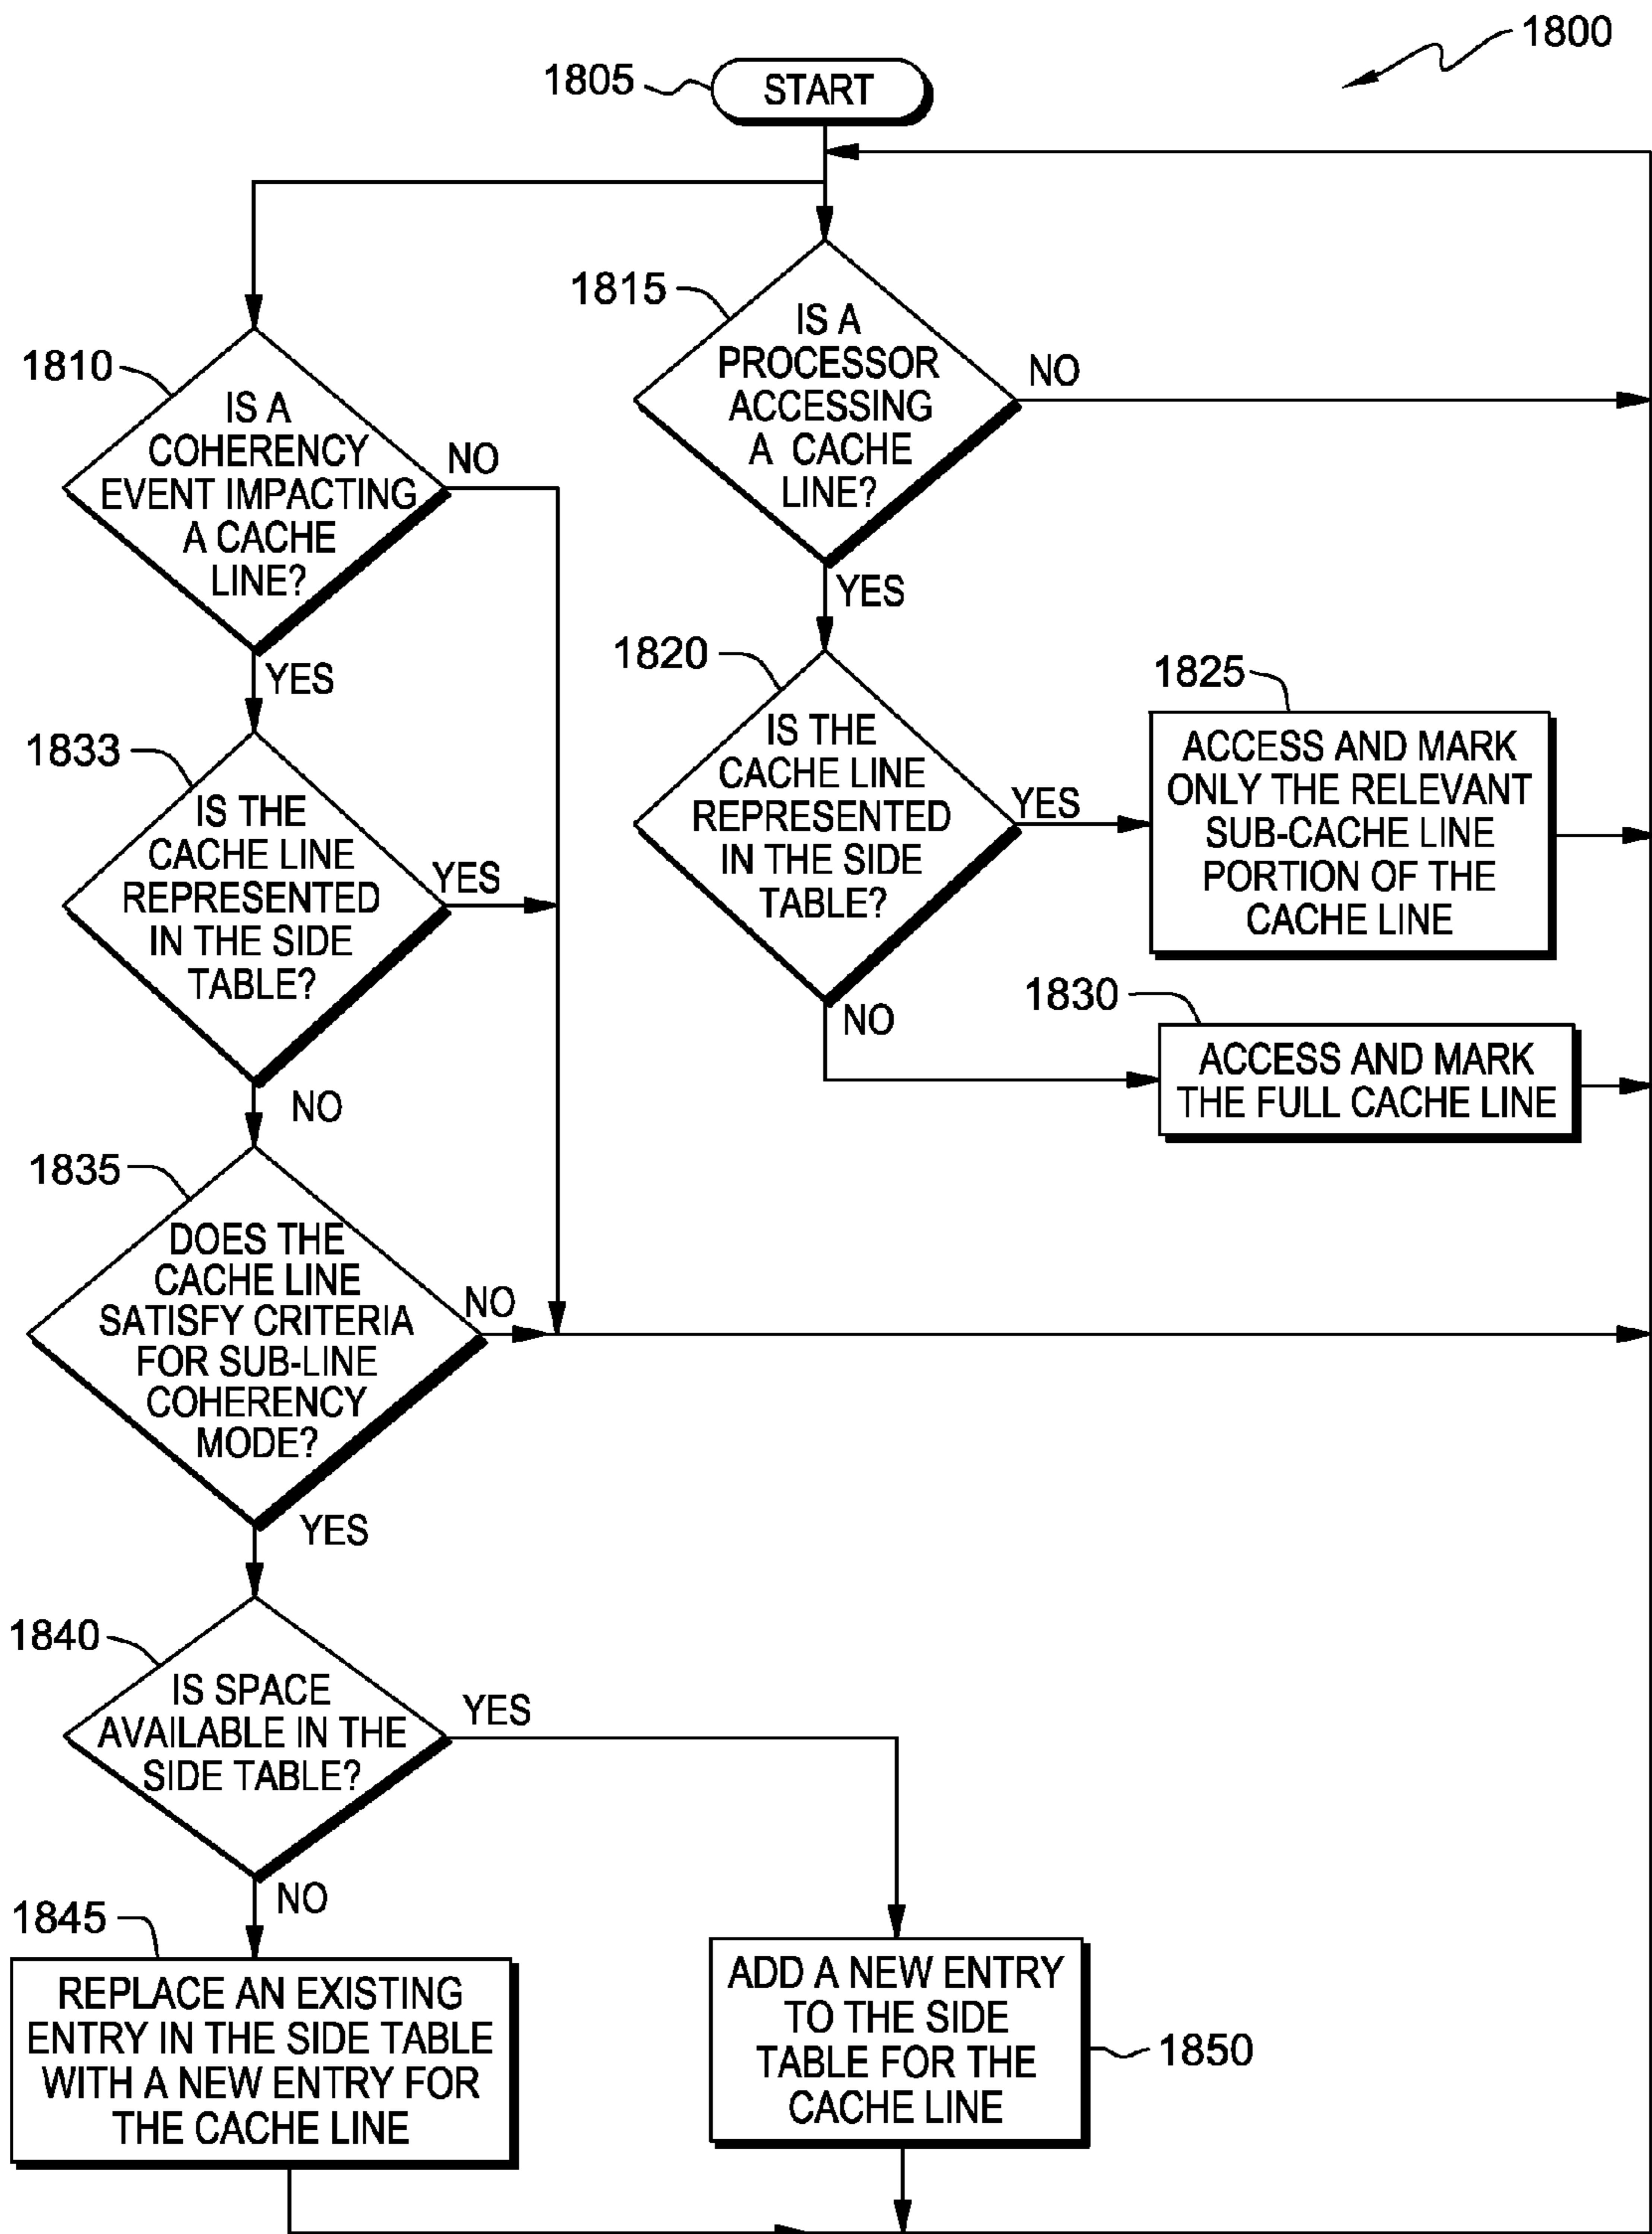 1800
1805
START
1815
IS A
PROCESSOR
ACCESSING
A CACHE
LINE?
NO
YES
1810
IS A
COHERENCY
EVENT IMPACTING
A CACHE
LINE?
NO
YES
1820
IS THE
CACHE LINE
REPRESENTED
IN THE SIDE
TABLE?
YES
NO
1825
ACCESS AND MARK
ONLY THE RELEVANT
SUB-CACHE LINE
PORTION OF THE
CACHE LINE
1830
ACCESS AND MARK
THE FULL CACHE LINE
1833
IS THE
CACHE LINE
REPRESENTED
IN THE SIDE
TABLE?
YES
NO
1835
DOES THE
CACHE LINE
SATISFY CRITERIA
FOR SUB-LINE
COHERENCY
MODE?
NO
YES
1840
IS SPACE
AVAILABLE IN THE
SIDE TABLE?
YES
NO
1845
REPLACE AN EXISTING
ENTRY IN THE SIDE TABLE
WITH A NEW ENTRY FOR
THE CACHE LINE
ADD A NEW ENTRY
TO THE SIDE
TABLE FOR THE
CACHE LINE
1850